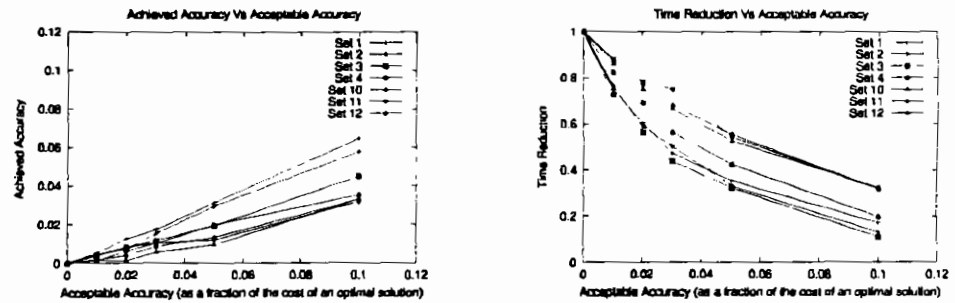 Achieved Accuracy Vs Acceptable Accuracy
0.12
0.1
0.08
0.06
0.04
0.02
0
Achieved Accuracy
Set 1
Set 2
Set 3
Set 4
Set 10
Set 11
Set 12
0 0.02 0.04 0.06 0.08 0.1 0.12
Acceptable Accuracy (as a fraction of the cost of an optimal solution)
Time Reduction Vs Acceptable Accuracy
1
0.8
0.6
0.4
0.2
0
Time Reduction
Set 1
Set 2
Set 3
Set 4
Set 10
Set 11
Set 12
0 0.02 0.04 0.06 0.08 0.1 0.12
Acceptable Accuracy (as a fraction of the cost of an optimal solution)